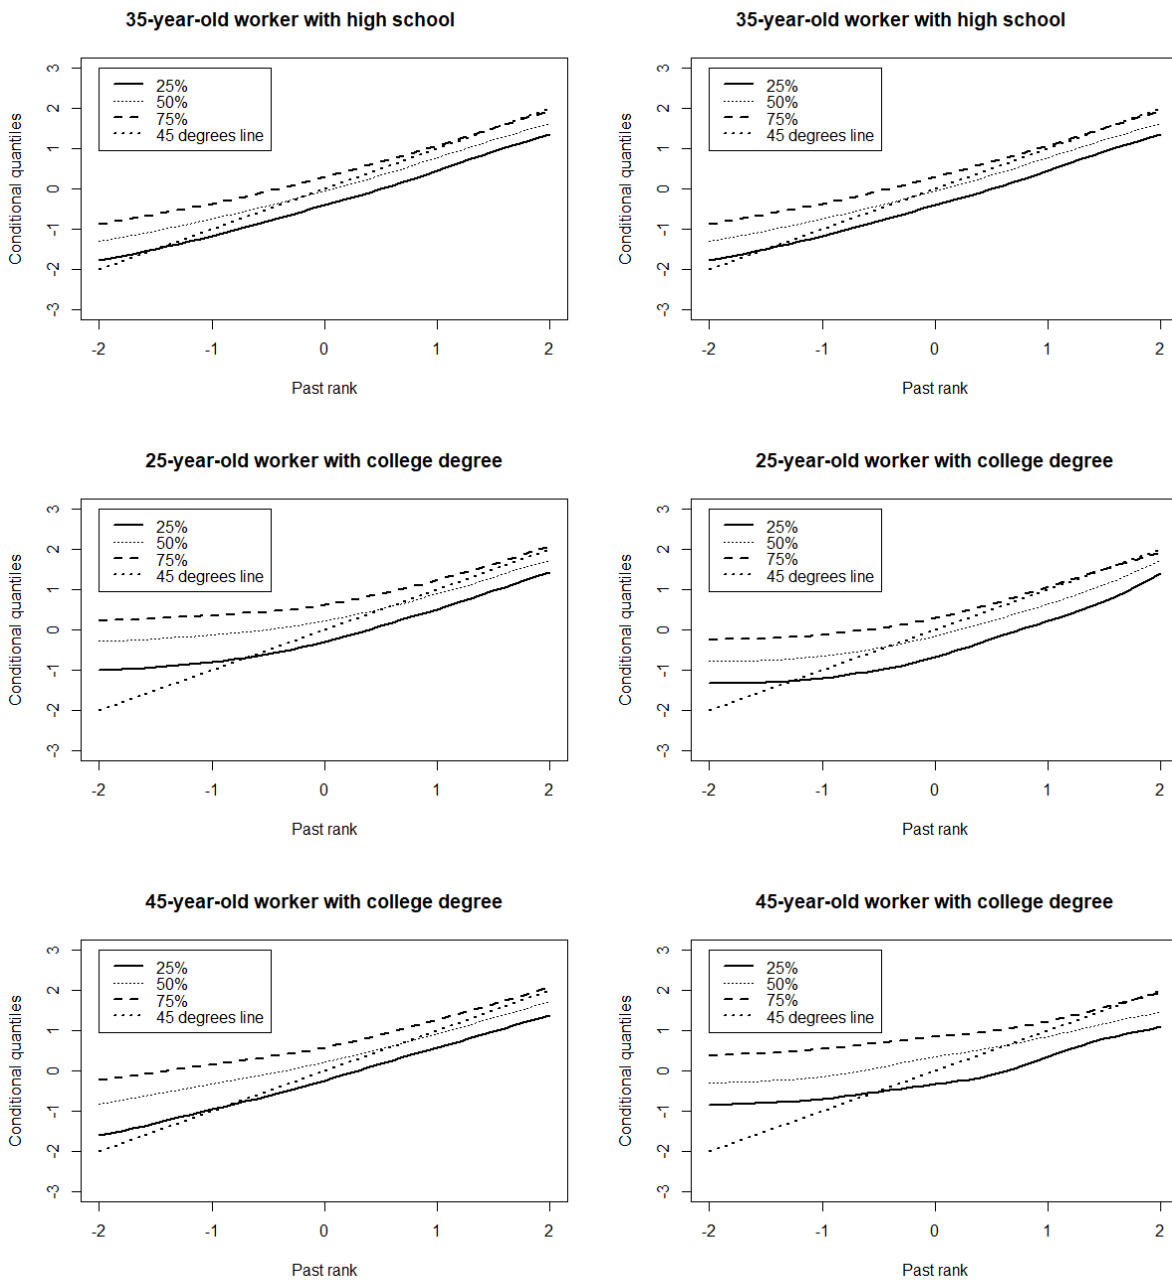 35-year-old worker with high school
Conditional quantiles
3
2
1
0
-1
-2
-3
25%
50%
75%
45 degrees line
-2 -1 0 1 2
Past rank
35-year-old worker with high school
Conditional quantiles
3
2
1
0
-1
-2
-3
25%
50%
75%
45 degrees line
-2 -1 0 1 2
Past rank
25-year-old worker with college degree
Conditional quantiles
3
2
1
0
-1
-2
-3
25%
50%
75%
45 degrees line
-2 -1 0 1 2
Past rank
25-year-old worker with college degree
Conditional quantiles
3
2
1
0
-1
-2
-3
25%
50%
75%
45 degrees line
-2 -1 0 1 2
Past rank
45-year-old worker with college degree
Conditional quantiles
3
2
1
0
-1
-2
-3
25%
50%
75%
45 degrees line
-2 -1 0 1 2
Past rank
45-year-old worker with college degree
Conditional quantiles
3
2
1
0
-1
-2
-3
25%
50%
75%
45 degrees line
-2 -1 0 1 2
Past rank